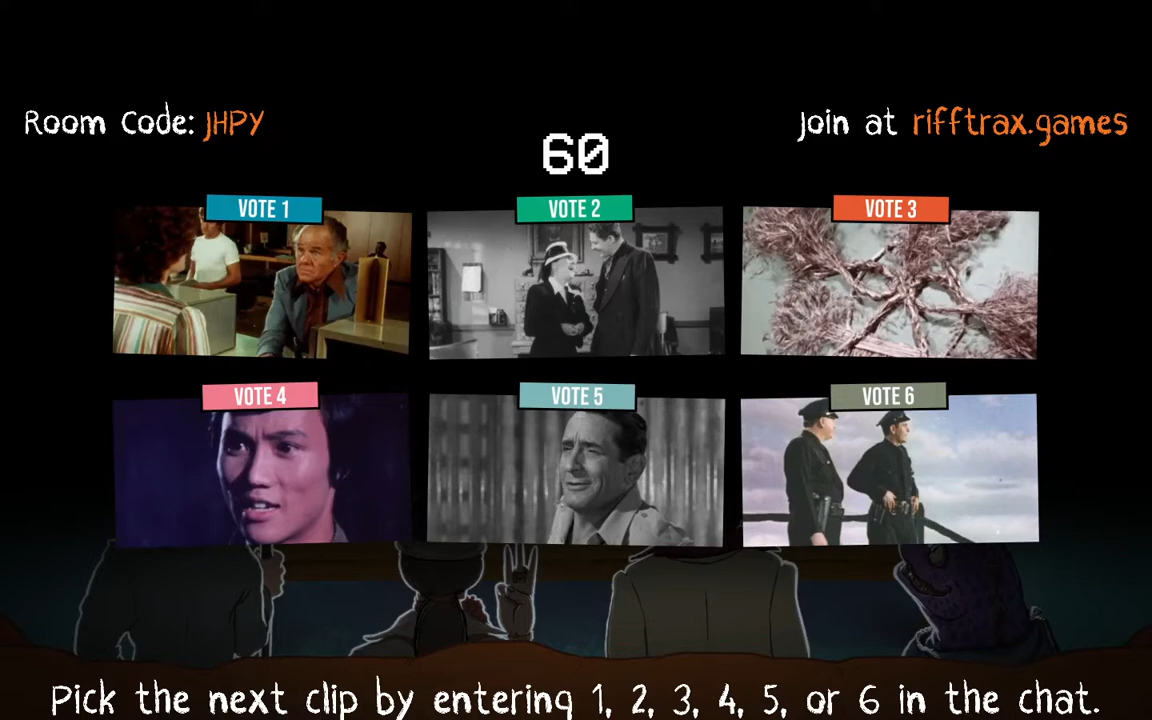 Room Code: JHPY
Join at rifftrax.games
60
VOTE 1
VOTE 2
VOTE 3
VOTE 4
VOTE 5
VOTE 6
Pick the next clip by entering 1, 2, 3, 4, 5, or 6 in the chat.